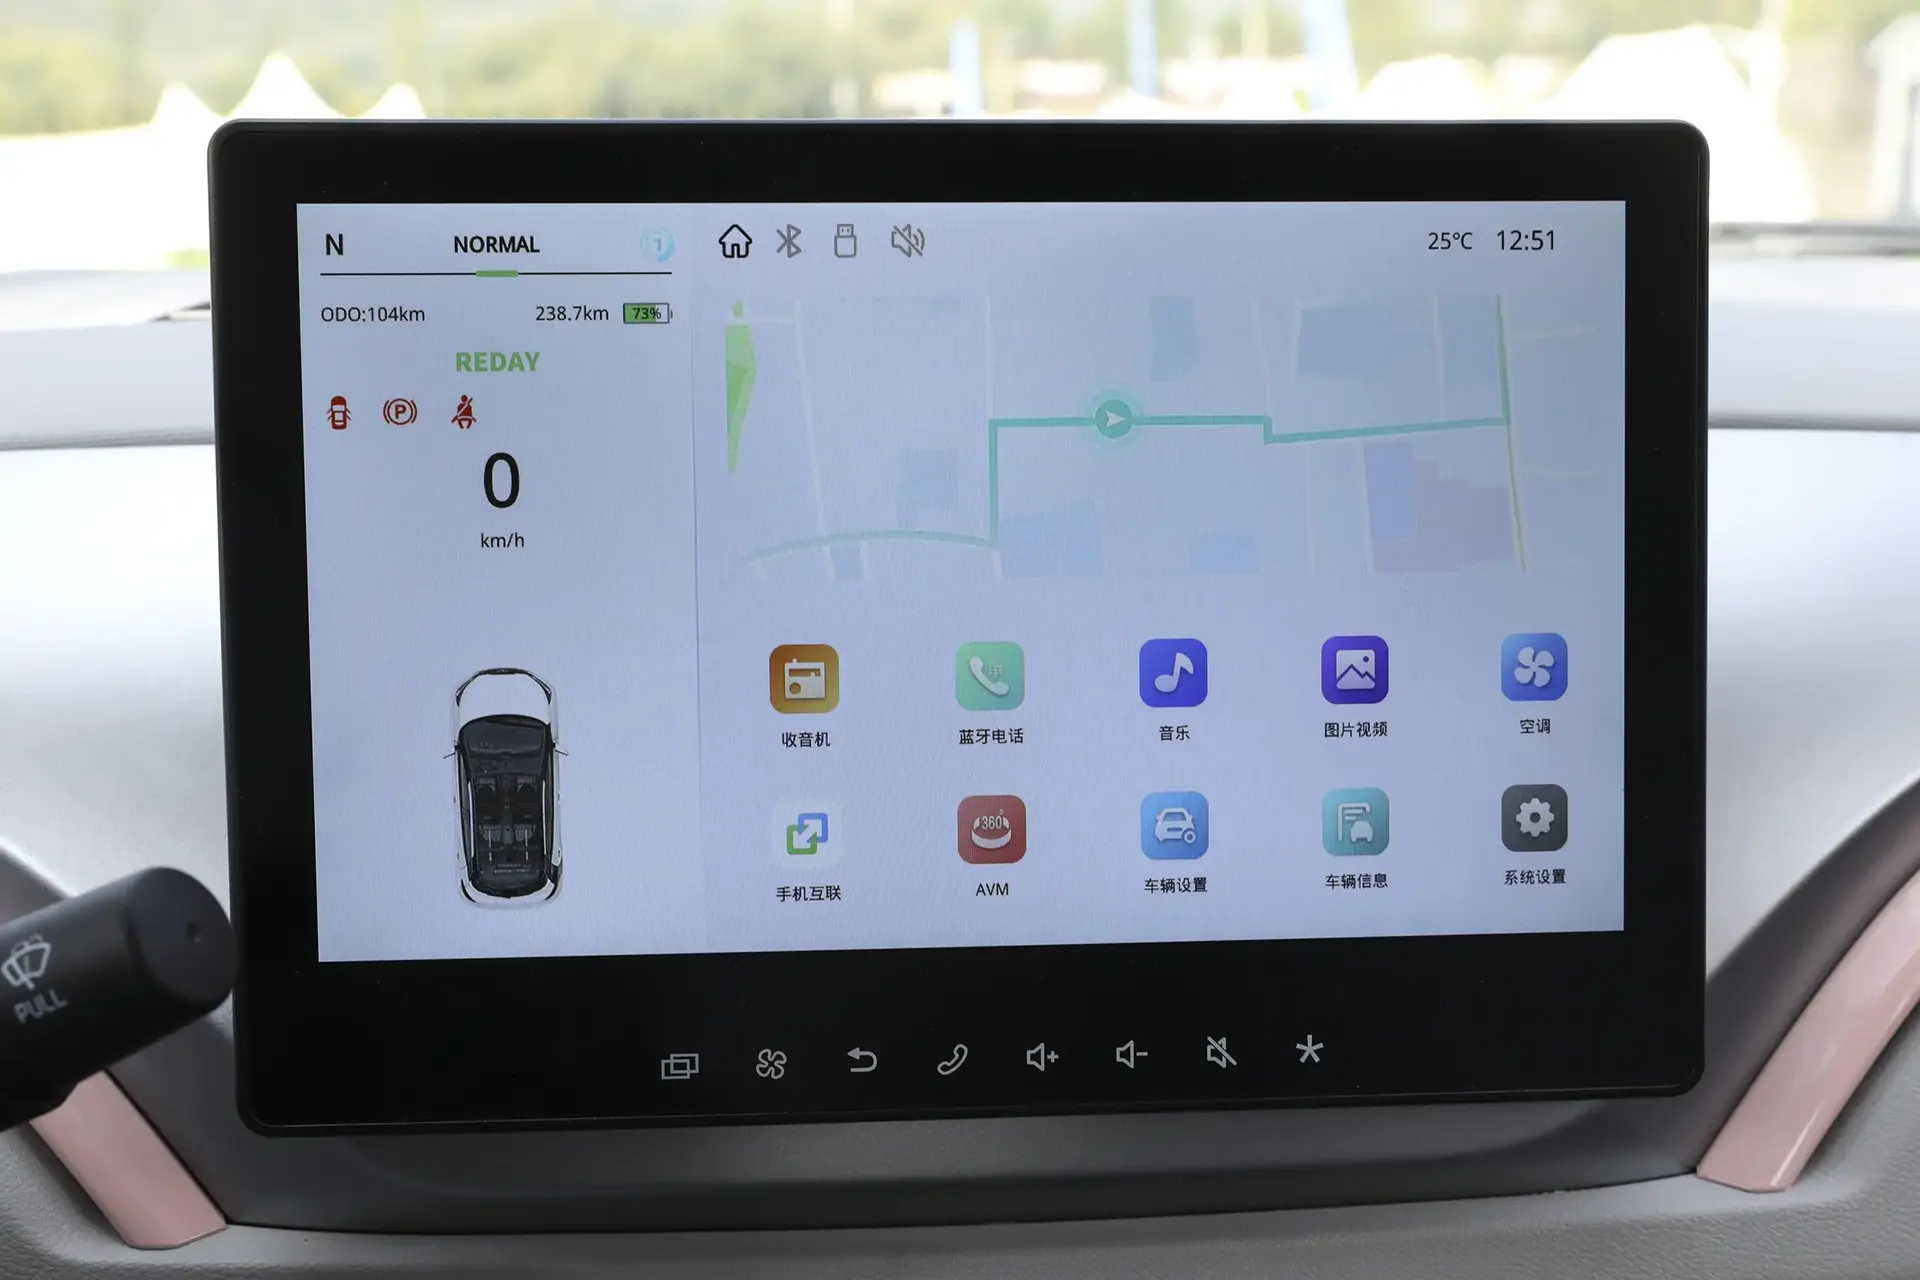 N NORMAL 1
25℃ 12:51
ODO:104km 238.7km 73%
REDAY
P
0
km/h
收音机 蓝牙电话 音乐 图片视频 空调
360°
手机互联 AVM 车辆设置 车辆信息 系统设置
PULL